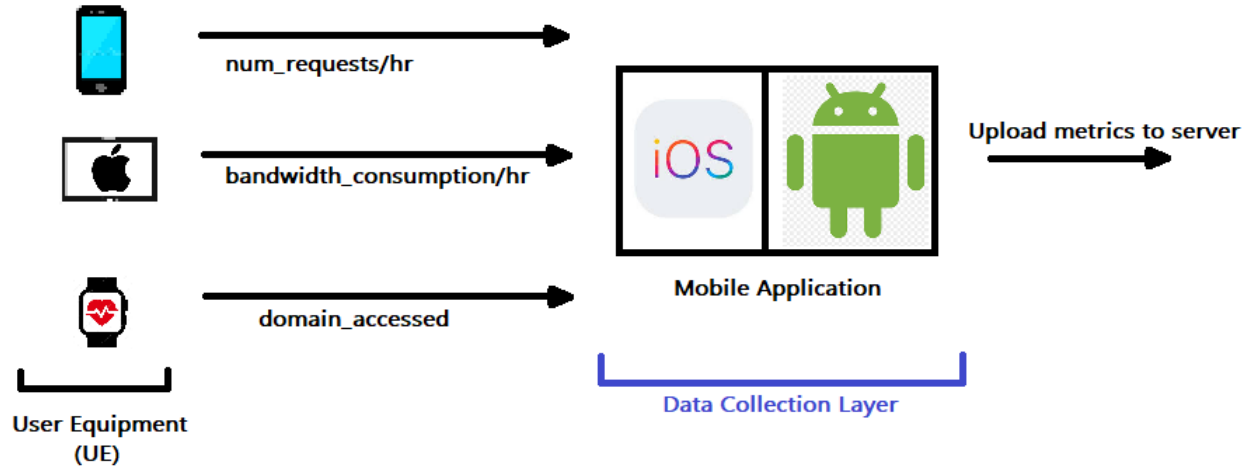 num_requests/hr
bandwidth_consumption/hr
domain_accessed
User Equipment
(UE)
iOS
Mobile Application
Data Collection Layer
Upload metrics to server